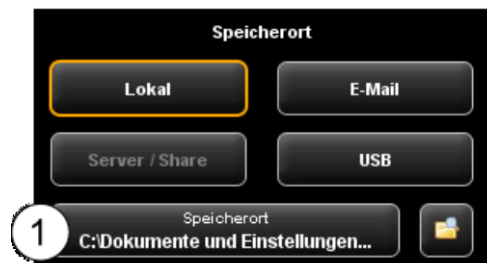 Speicherort
Lokal
E-Mail
Server / Share
USB
1
Speicherort
C:\Dokumente und Einstellungen...